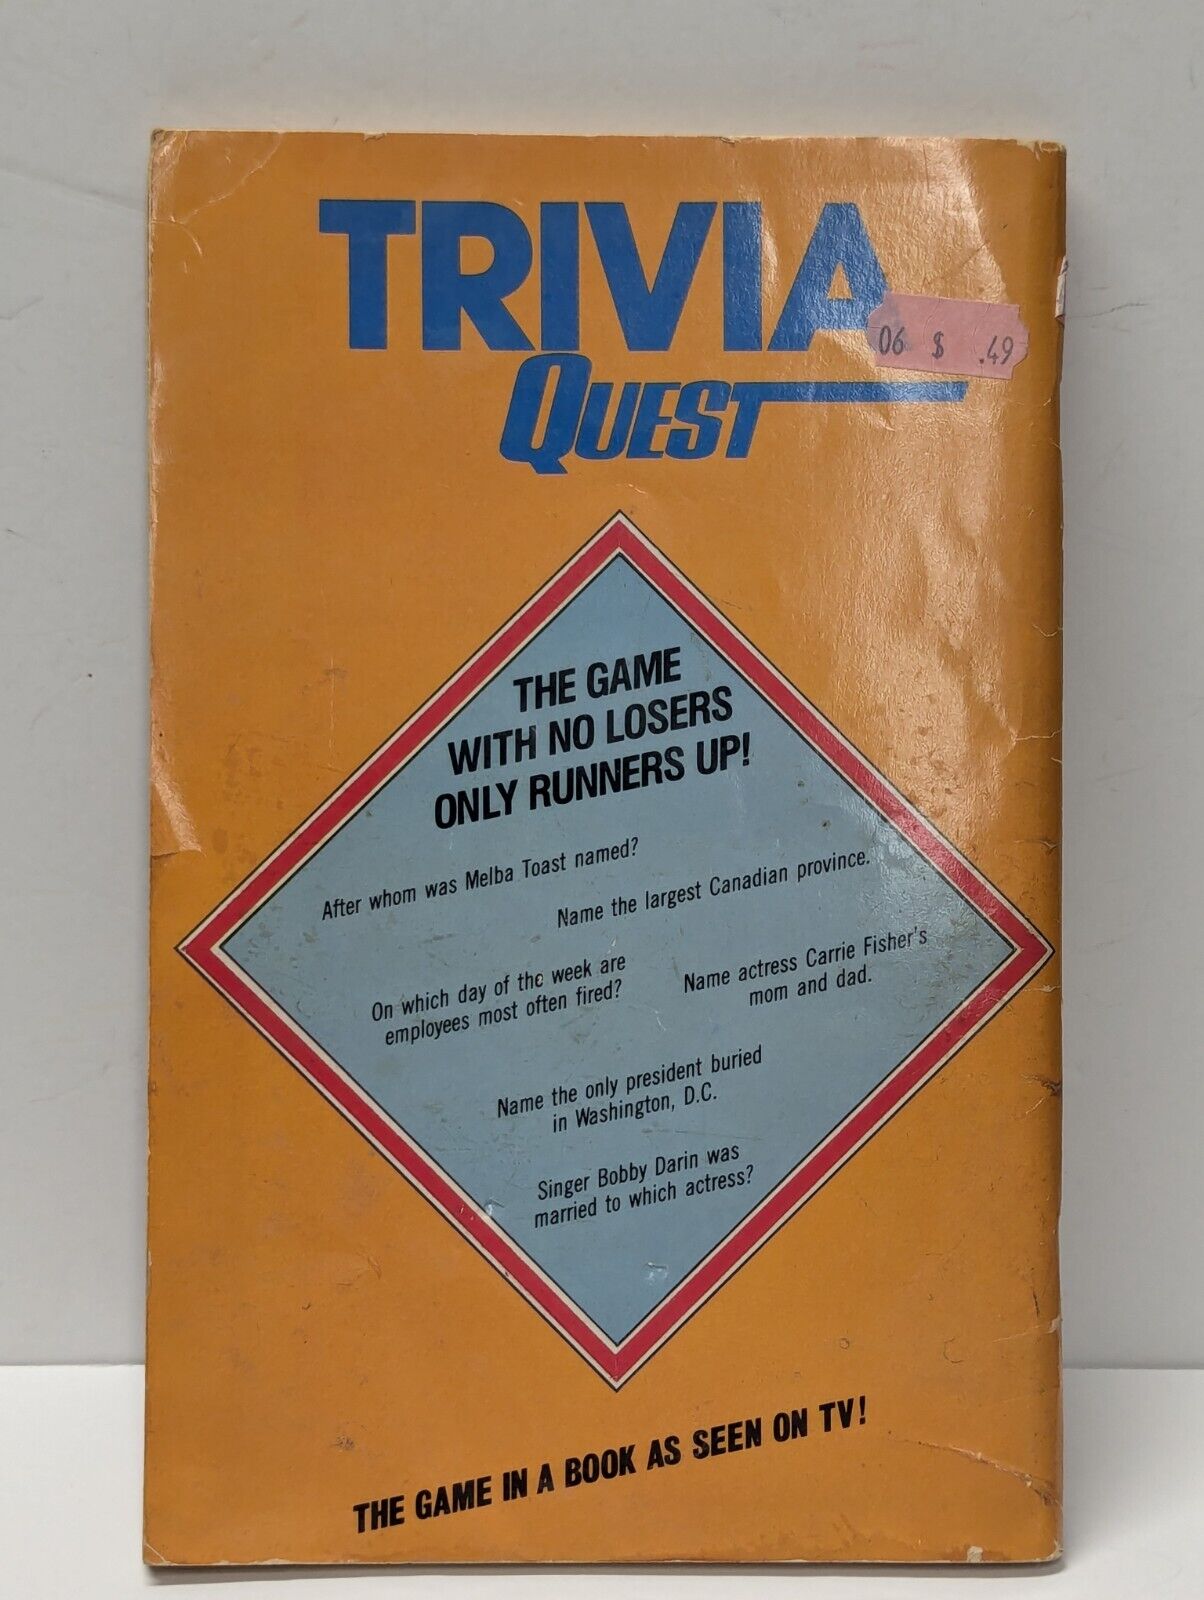 TRIVIA
06 $ .49
QUEST
THE GAME
WITH NO LOSERS
ONLY RUNNERS UP!
After whom was Melba Toast named?
Name the largest Canadian province.
On which day of the week are
employees most often fired?
Name actress Carrie Fisher's
mom and dad.
Name the only president buried
in Washington, D.C.
Singer Bobby Darin was
married to which actress?
THE GAME IN A BOOK AS SEEN ON TV!